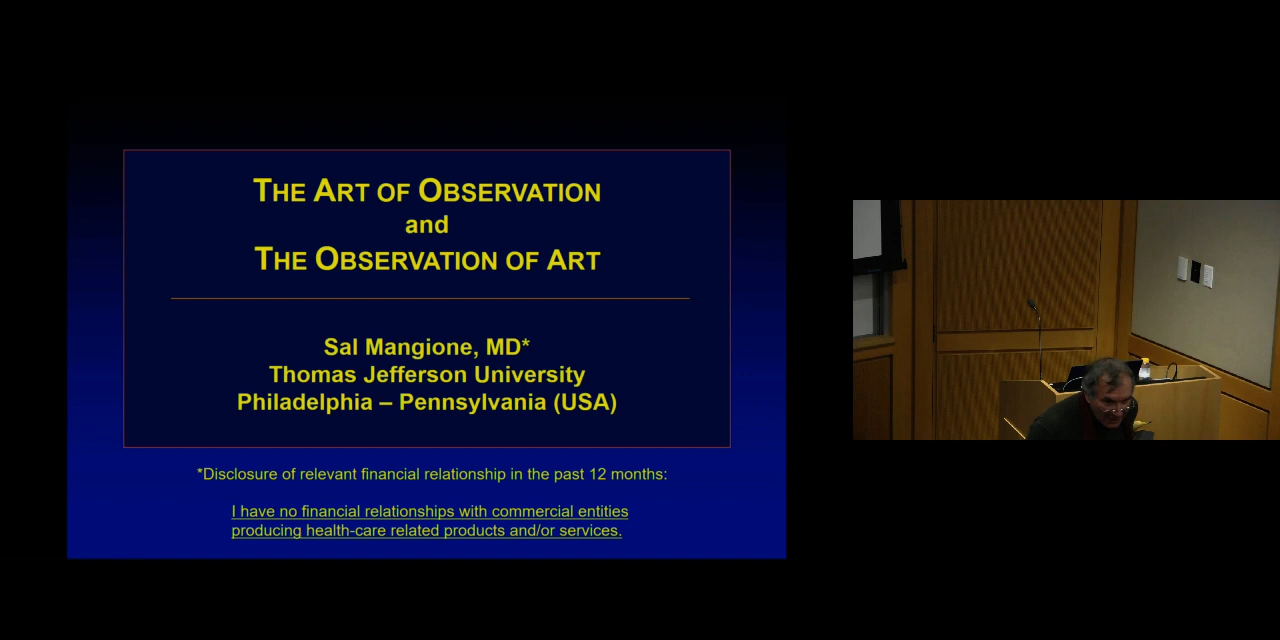 THE ART OF OBSERVATION
and
THE OBSERVATION OF ART
Sal Mangione, MD*
Thomas Jefferson University
Philadelphia – Pennsylvania (USA)
*Disclosure of relevant financial relationship in the past 12 months:
I have no financial relationships with commercial entities
producing health-care related products and/or services.